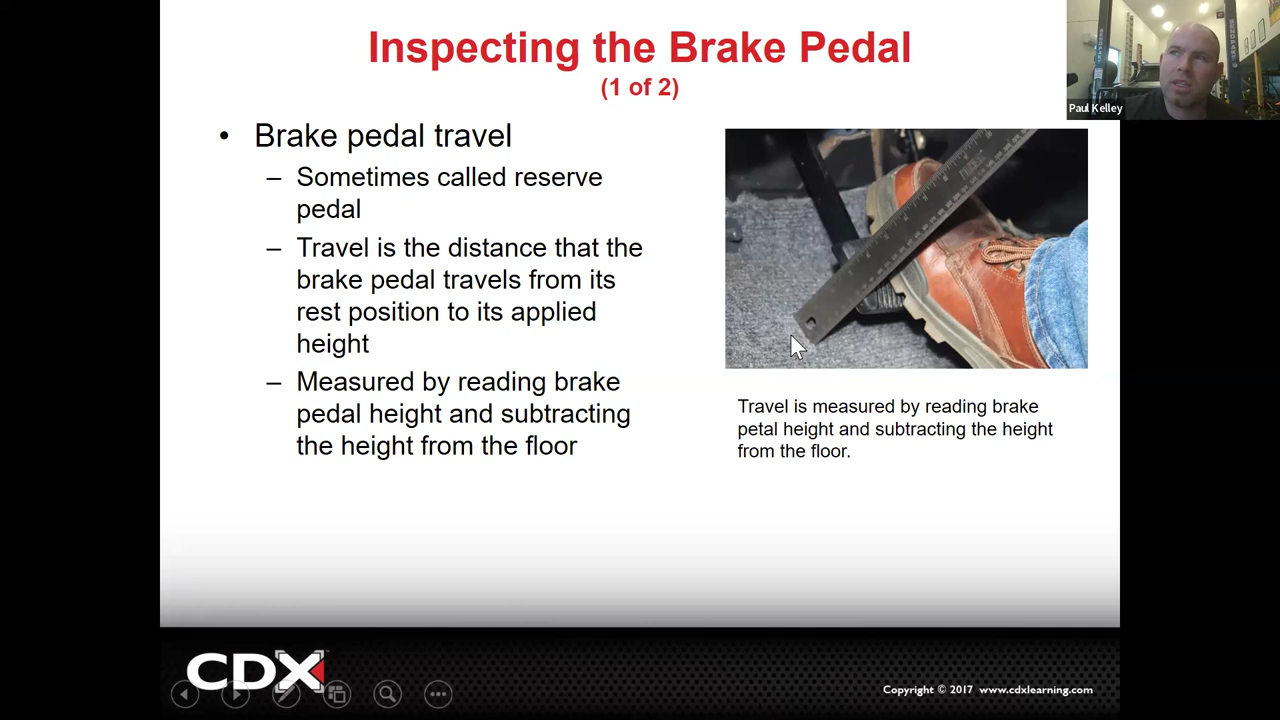 Inspecting the Brake Pedal
(1 of 2)
Paul Kelley
• Brake pedal travel
– Sometimes called reserve
pedal
– Travel is the distance that the
brake pedal travels from its
rest position to its applied
height
– Measured by reading brake
pedal height and subtracting
the height from the floor
Travel is measured by reading brake
petal height and subtracting the height
from the floor.
CDX
Copyright © 2017 www.cdxlearning.com